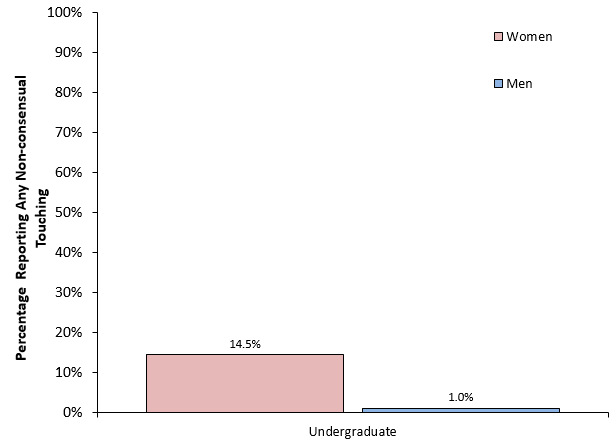 100%
90%
80%
70%
60%
50%
40%
30%
20%
10%
0%
Percentage Reporting Any Non-consensual
Touching
Women
Men
14.5%
1.0%
Undergraduate